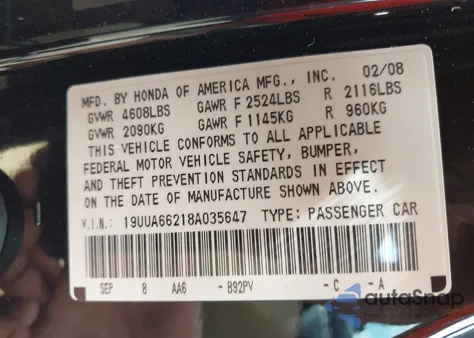 MFD. BY HONDA OF AMERICA MFG., INC. 02/08
GVWR 4608LBS GAWR F 2524LBS R 2116LBS
GVWR 2090KG GAWR F 1145KG R 960KG
THIS VEHICLE CONFORMS TO ALL APPLICABLE
FEDERAL MOTOR VEHICLE SAFETY, BUMPER,
AND THEFT PREVENTION STANDARDS IN EFFECT
ON THE DATE OF MANUFACTURE SHOWN ABOVE.
V.I.N.: 19UUA66218A035647 TYPE: PASSENGER CAR
SEP 8 AA6 -B92PV -C -A
autoSnap